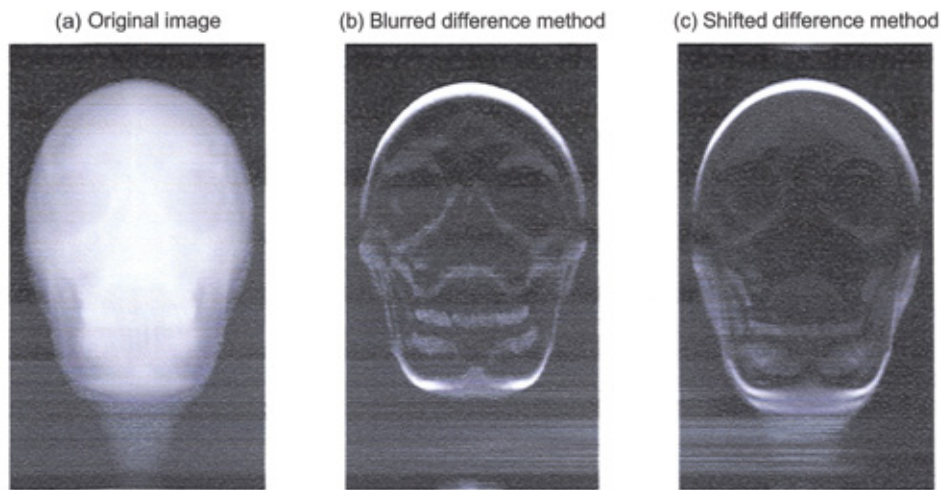 (a) Original image
(b) Blurred difference method
(c) Shifted difference method